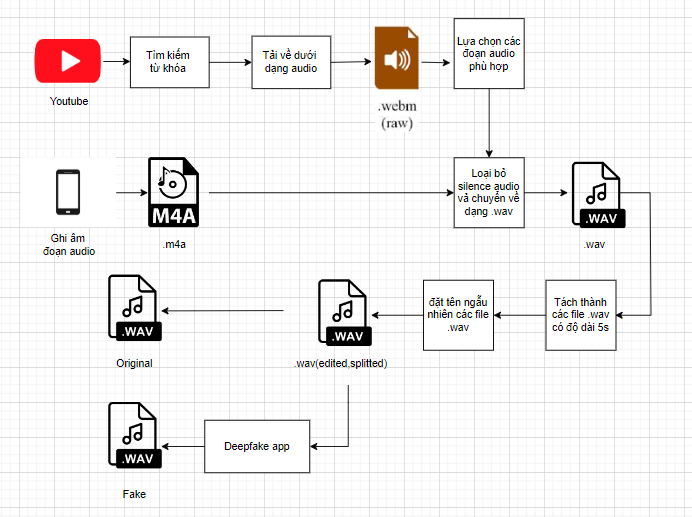 Youtube
Tìm kiếm
từ khóa
Tải về dưới
dạng audio
.webm
(raw)
Lựa chọn các
đoạn audio
phù hợp
Ghi âm
đoạn audio
M4A
.m4a
Loại bỏ
silence audio
và chuyển về
dạng .wav
.WAV
.wav
Tách thành
các file .wav
có độ dài 5s
đặt tên ngẫu
nhiên các file
.wav
.WAV
.wav(edited,splitted)
.WAV
Original
Deepfake app
.WAV
Fake